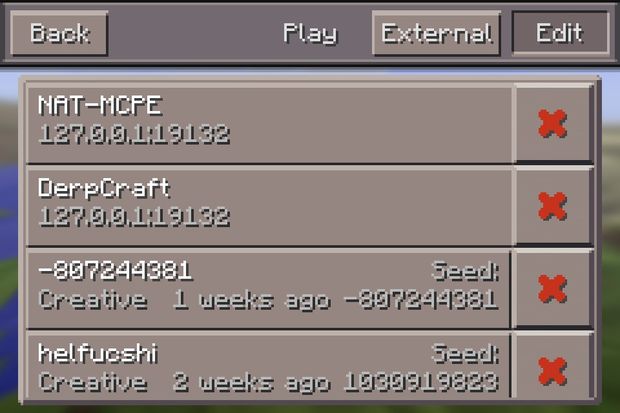 Back Play External Edit
NAT-MCPE
127.0.0.1:19132
DerpCraft
127.0.0.1:19132
-807244381 Seed:
Creative 1 weeks ago -807244381
helfucshi Seed:
Creative 2 weeks ago 1030919823